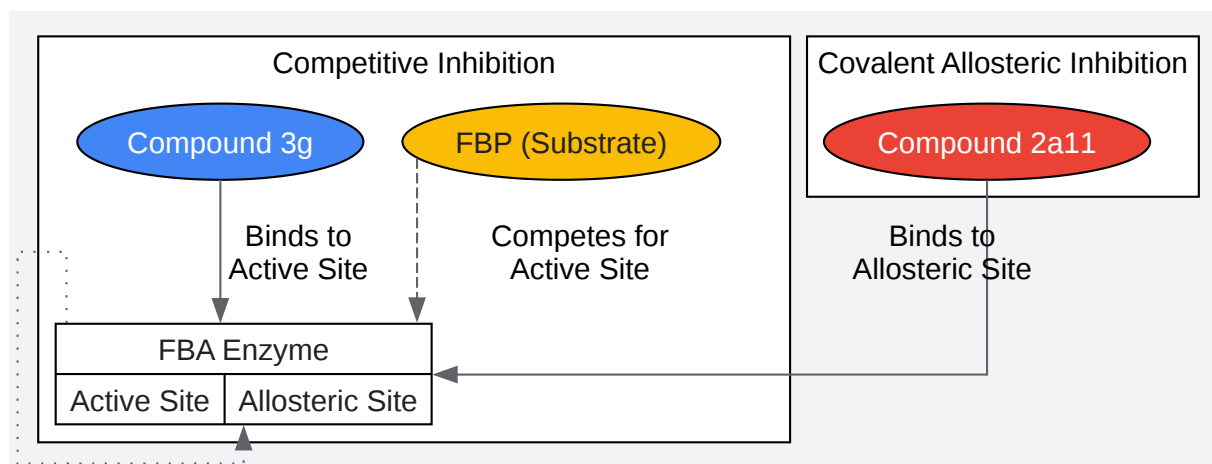 Competitive Inhibition
Covalent Allosteric Inhibition
Compound 3g
FBP (Substrate)
Compound 2a11
Binds to
Active Site
Competes for
Active Site
Binds to
Allosteric Site
FBA Enzyme
Active Site
Allosteric Site